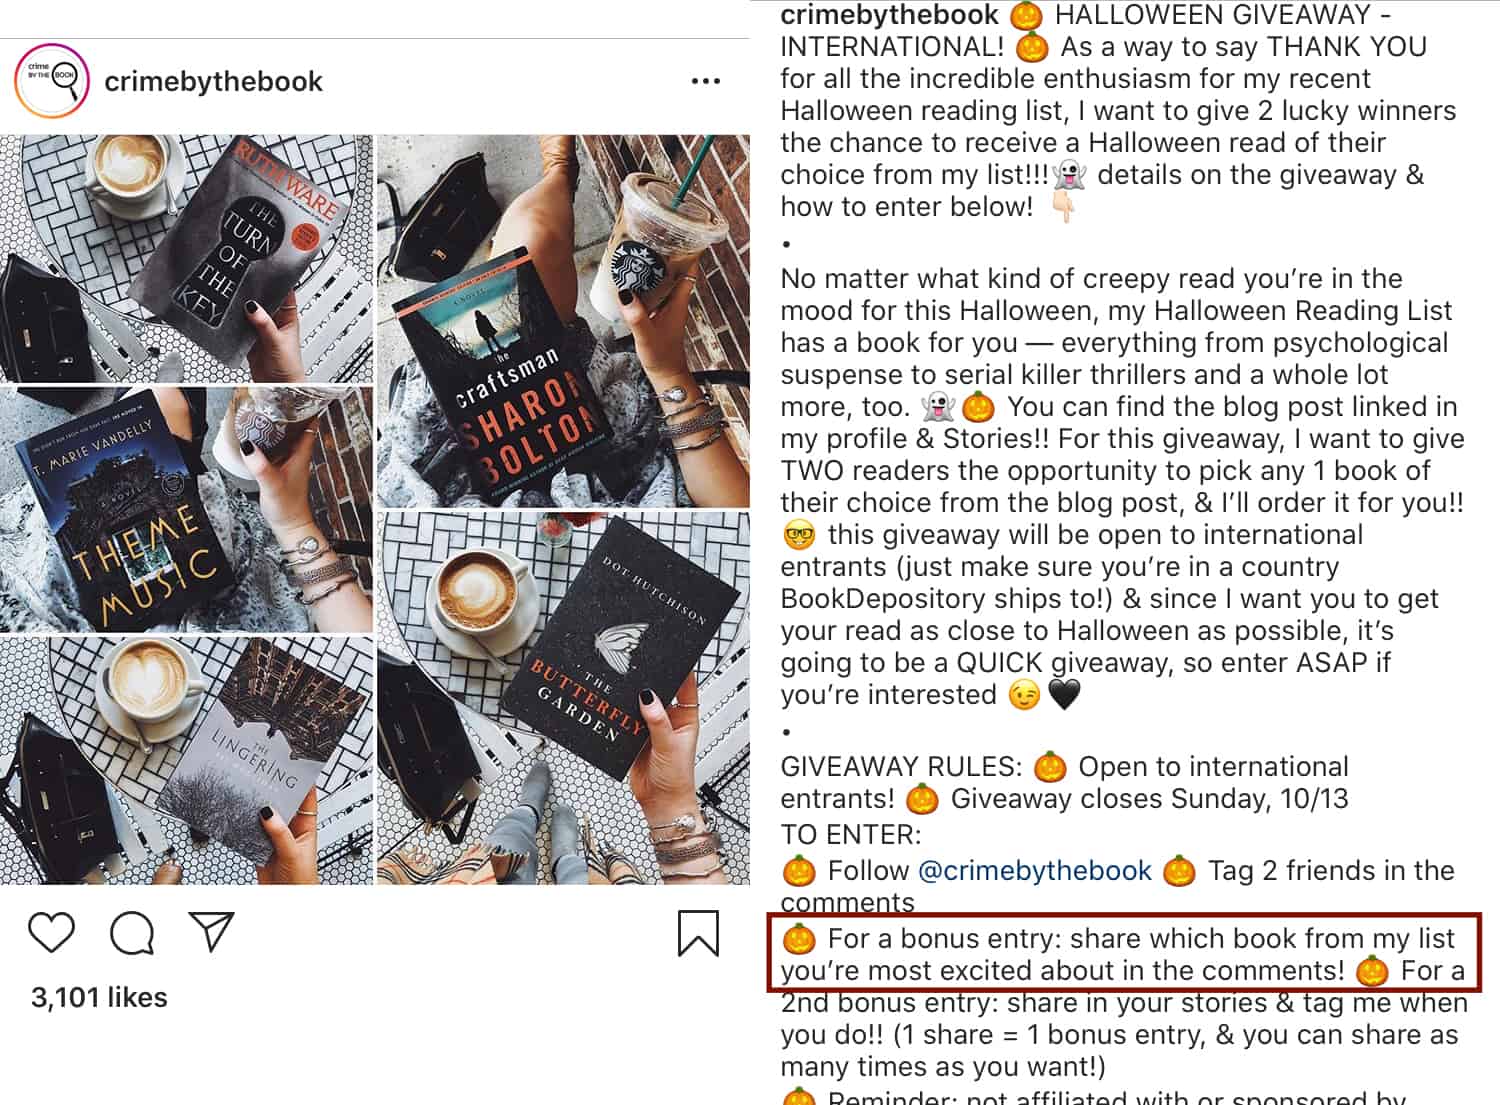 crime
BY THE BOOK
crimebythebook
RUTH WARE
THE
TURN
OF
THE
KEY
A NOVEL
the
craftsman
SHARON
BOLTON
T. MARIE VANDELLY
A NOVEL
THEME
MUSIC
DOT HUTCHISON
THE
BUTTERFLY
GARDEN
THE
LINGERING
3,101 likes
crimebythebook 🎃 HALLOWEEN GIVEAWAY -
INTERNATIONAL! 🎃 As a way to say THANK YOU
for all the incredible enthusiasm for my recent
Halloween reading list, I want to give 2 lucky winners
the chance to receive a Halloween read of their
choice from my list!!!👻 details on the giveaway &
how to enter below! 👇🏻
•
No matter what kind of creepy read you’re in the
mood for this Halloween, my Halloween Reading List
has a book for you — everything from psychological
suspense to serial killer thrillers and a whole lot
more, too. 👻🎃 You can find the blog post linked in
my profile & Stories!! For this giveaway, I want to give
TWO readers the opportunity to pick any 1 book of
their choice from the blog post, & I’ll order it for you!!
🤓 this giveaway will be open to international
entrants (just make sure you’re in a country
BookDepository ships to!) & since I want you to get
your read as close to Halloween as possible, it’s
going to be a QUICK giveaway, so enter ASAP if
you’re interested 😉🖤
•
GIVEAWAY RULES: 🎃 Open to international
entrants! 🎃 Giveaway closes Sunday, 10/13
TO ENTER:
🎃 Follow @crimebythebook 🎃 Tag 2 friends in the
comments
🎃 For a bonus entry: share which book from my list
you’re most excited about in the comments! 🎃 For a
2nd bonus entry: share in your stories & tag me when
you do!! (1 share = 1 bonus entry, & you can share as
many times as you want!)
🎃 Reminder: not affiliated with or sponsored by